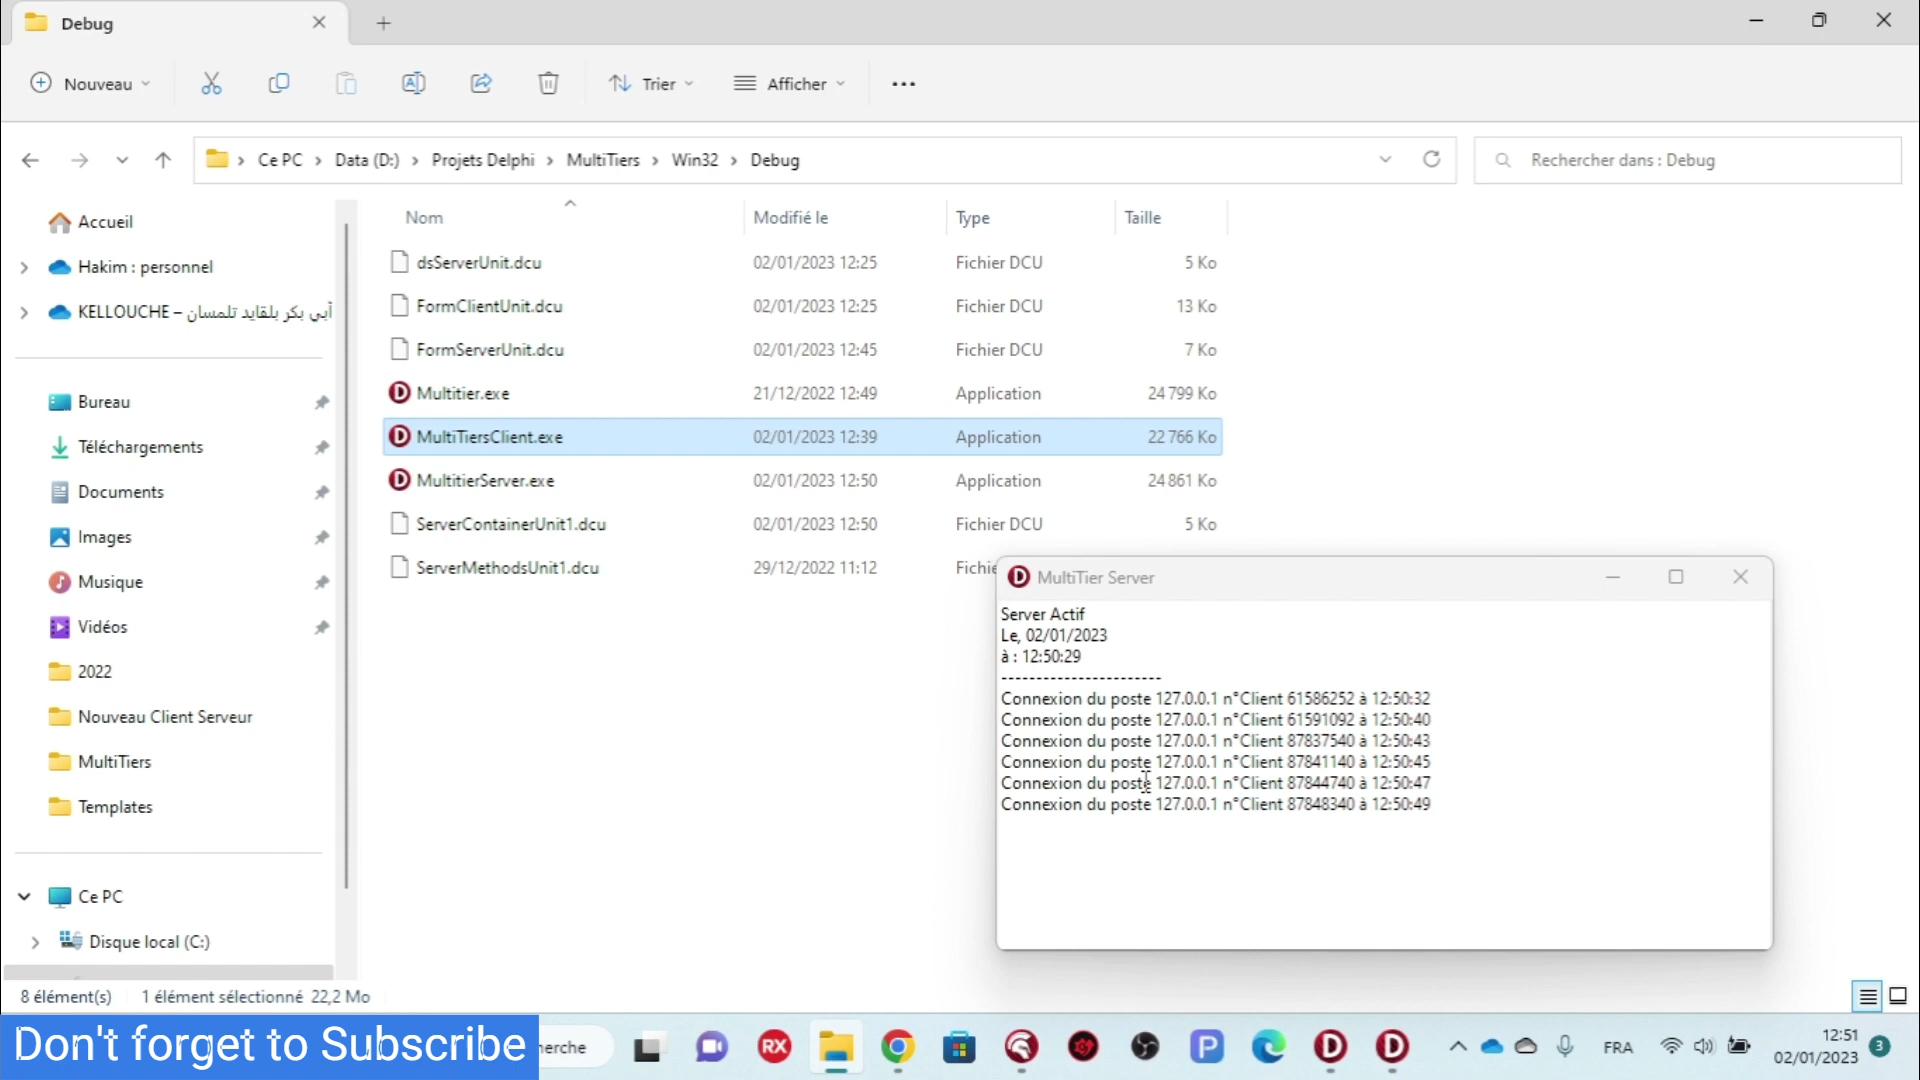 Debug
Nouveau
Trier
Afficher
Ce PC > Data (D:) > Projets Delphi > MultiTiers > Win32 > Debug
Rechercher dans : Debug
Accueil
Hakim : personnel
KELLOUCHE – أبي بكر بلقايد تلمسان
Bureau
Téléchargements
Documents
Images
Musique
Vidéos
2022
Nouveau Client Serveur
MultiTiers
Templates
Ce PC
Disque local (C:)
Nom Modifié le Type Taille
dsServerUnit.dcu 02/01/2023 12:25 Fichier DCU 5 Ko
FormClientUnit.dcu 02/01/2023 12:25 Fichier DCU 13 Ko
FormServerUnit.dcu 02/01/2023 12:45 Fichier DCU 7 Ko
Multitier.exe 21/12/2022 12:49 Application 24 799 Ko
MultiTiersClient.exe 02/01/2023 12:39 Application 22 766 Ko
MultitierServer.exe 02/01/2023 12:50 Application 24 861 Ko
ServerContainerUnit1.dcu 02/01/2023 12:50 Fichier DCU 5 Ko
ServerMethodsUnit1.dcu 29/12/2022 11:12 Fichie
MultiTier Server
Server Actif
Le, 02/01/2023
à : 12:50:29
-----------------------
Connexion du poste 127.0.0.1 n°Client 61586252 à 12:50:32
Connexion du poste 127.0.0.1 n°Client 61591092 à 12:50:40
Connexion du poste 127.0.0.1 n°Client 87837540 à 12:50:43
Connexion du poste 127.0.0.1 n°Client 87841140 à 12:50:45
Connexion du poste 127.0.0.1 n°Client 87844740 à 12:50:47
Connexion du poste 127.0.0.1 n°Client 87848340 à 12:50:49
8 élément(s) 1 élément sélectionné 22,2 Mo
Don't forget to Subscribe
herche
RX
P
D
D
FRA
12:51
02/01/2023
3